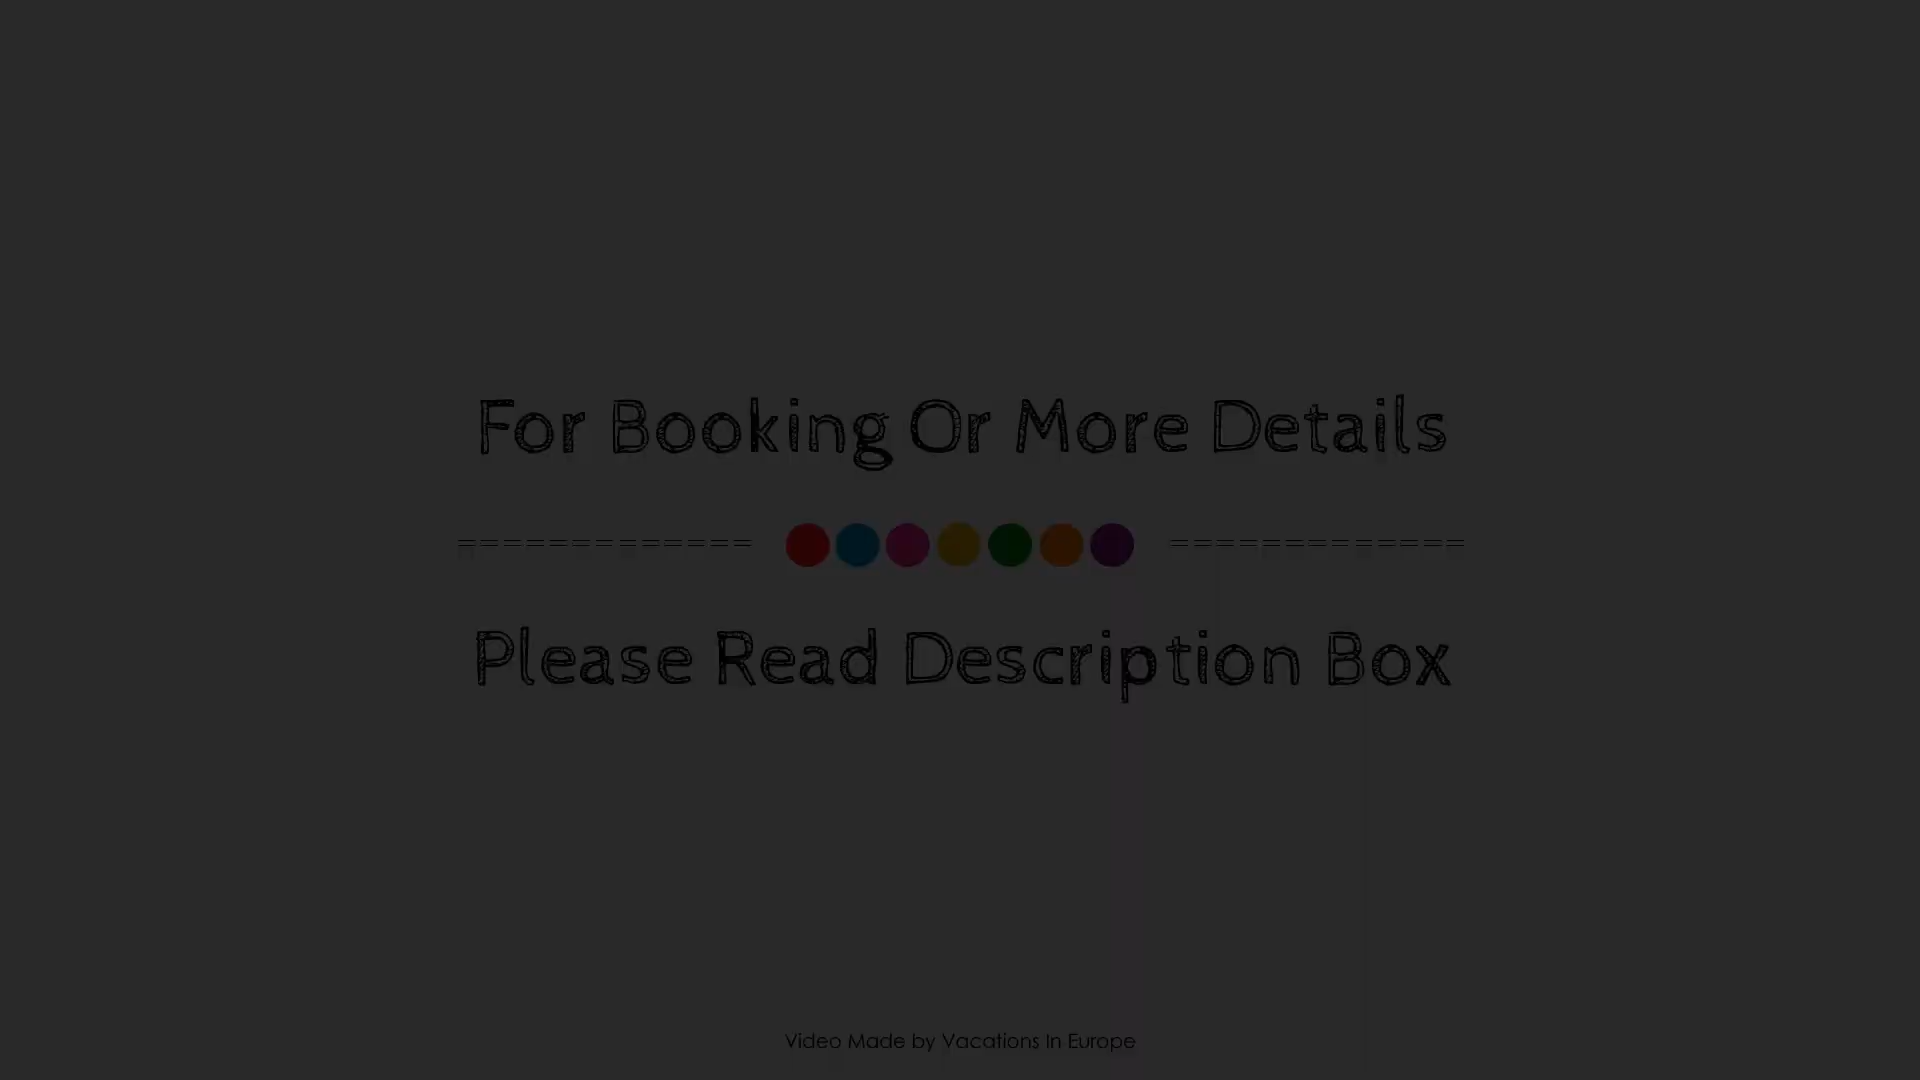 For Booking Or More Details
============= =============
Please Read Description Box
Video Made by Vacations In Europe